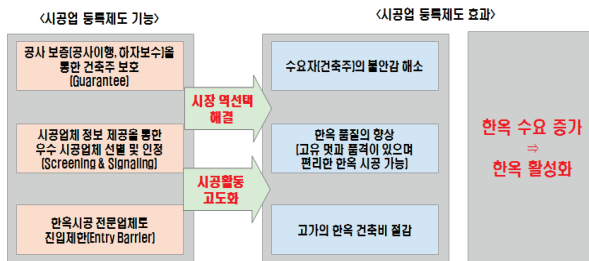 <시공업 등록제도 기능>
<시공업 등록제도 효과>
공사 보증(공사이행, 하자보수)을
통한 건축주 보호
(Guarantee)
시공업체 정보 제공을 통한
우수 시공업체 선별 및 인정
(Screening & Signaling)
한옥시공 전문업체로
진입제한(Entry Barrier)
시장 역선택
해결
시공활동
고도화
수요자(건축주)의 불안감 해소
한옥 품질의 향상
(고유 멋과 품격이 있으며
편리한 한옥 시공 가능)
고가의 한옥 건축비 절감
한옥 수요 증가
⇒
한옥 활성화